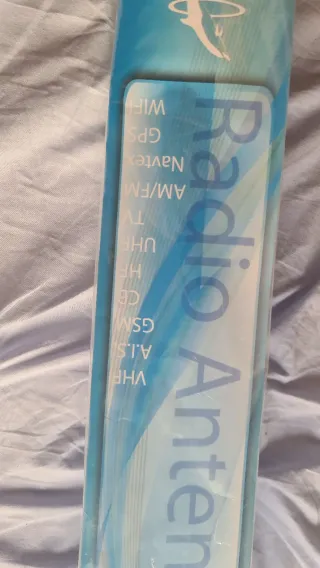 Radio Anten
VHF
A.I.S.
GSM
CB
HF
UHF
TV
AM/FM
Navtex
GPS
WIFI